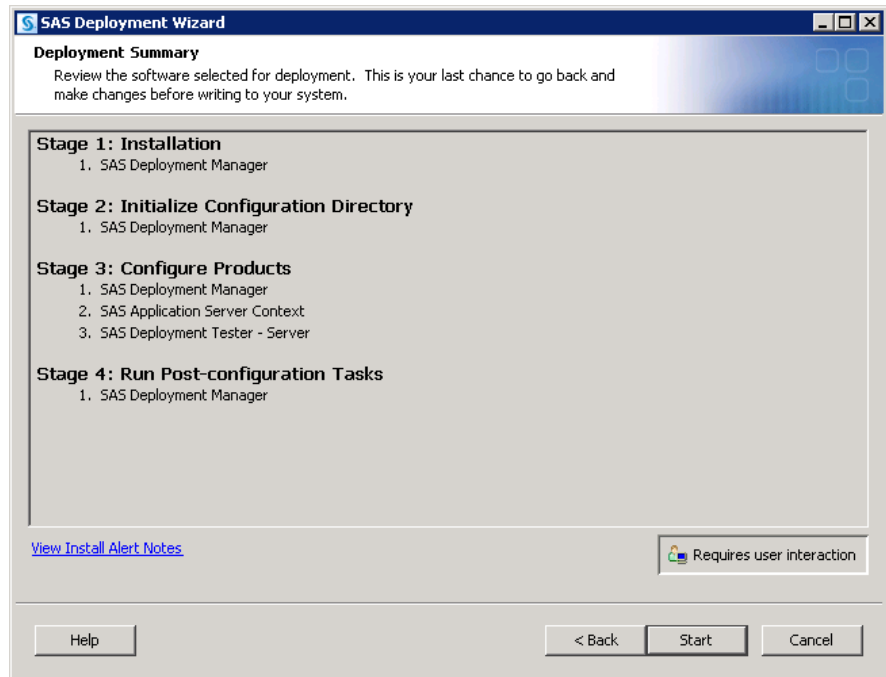 SAS Deployment Wizard
Deployment Summary
Review the software selected for deployment. This is your last chance to go back and
make changes before writing to your system.
Stage 1: Installation
1. SAS Deployment Manager
Stage 2: Initialize Configuration Directory
1. SAS Deployment Manager
Stage 3: Configure Products
1. SAS Deployment Manager
2. SAS Application Server Context
3. SAS Deployment Tester - Server
Stage 4: Run Post-configuration Tasks
1. SAS Deployment Manager
View Install Alert Notes
Requires user interaction
Help
< Back
Start
Cancel